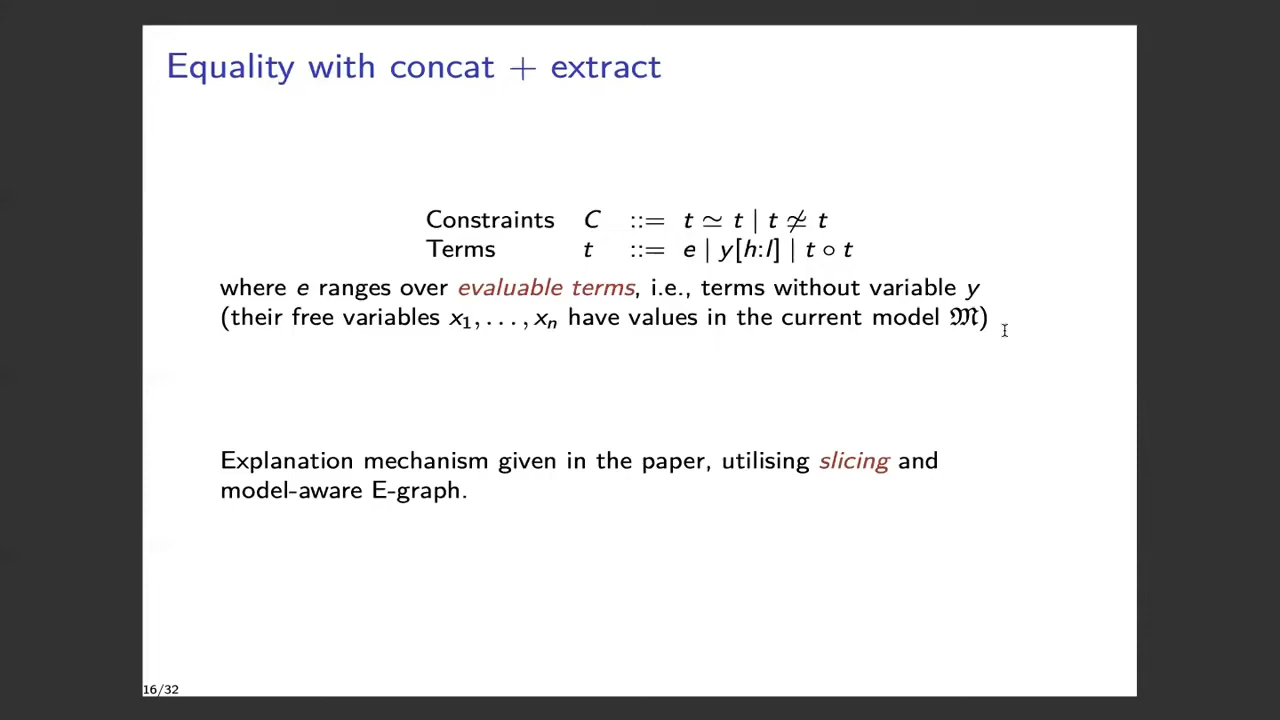 Equality with concat + extract
Constraints C ::= t ≃ t | t ≄ t
Terms t ::= e | y[h:l] | t ∘ t
where e ranges over evaluable terms, i.e., terms without variable y
(their free variables x₁, . . . , xₙ have values in the current model 𝔐)
Explanation mechanism given in the paper, utilising slicing and
model-aware E-graph.
16/32